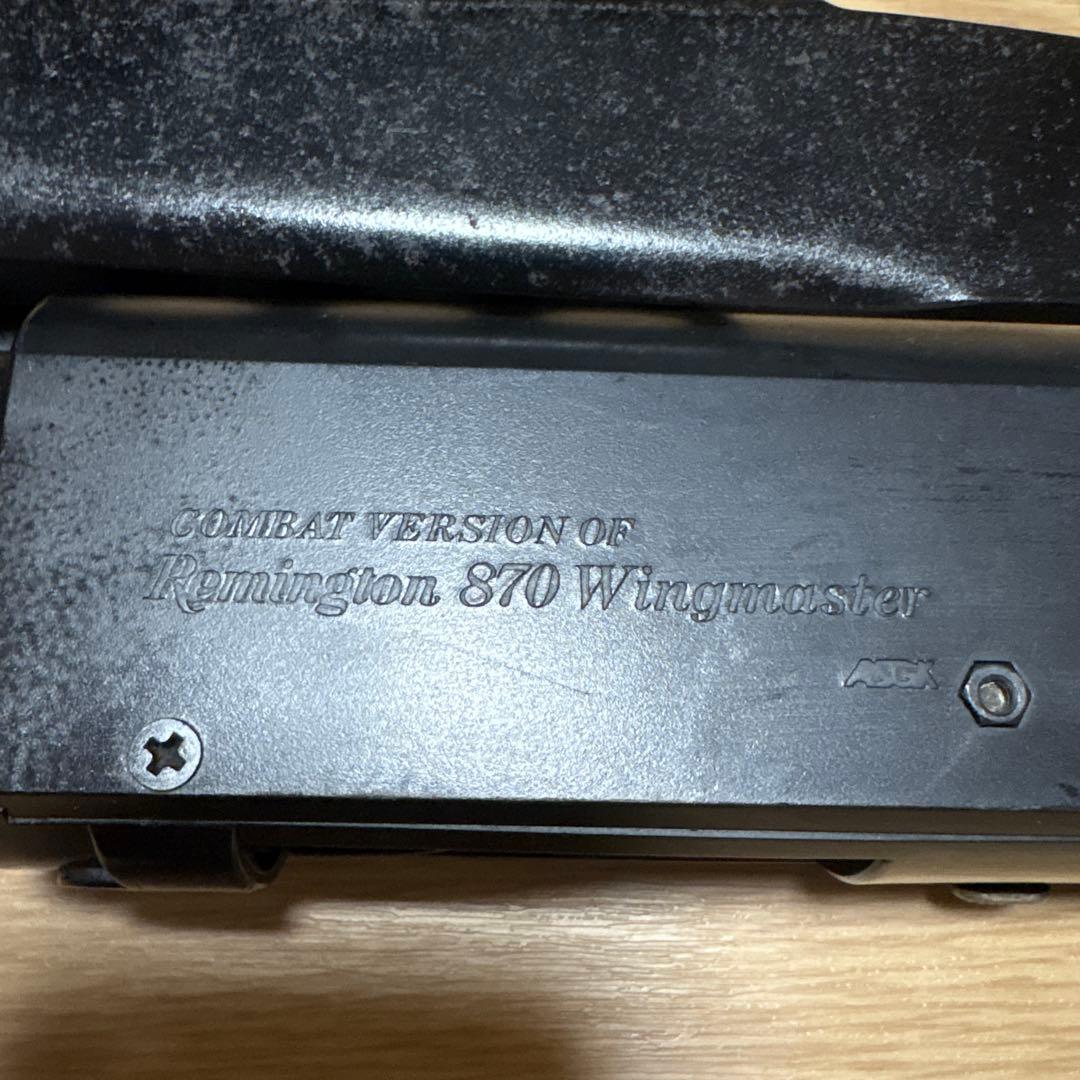 COMBAT VERSION OF
Remington 870 Wingmaster
ASGK